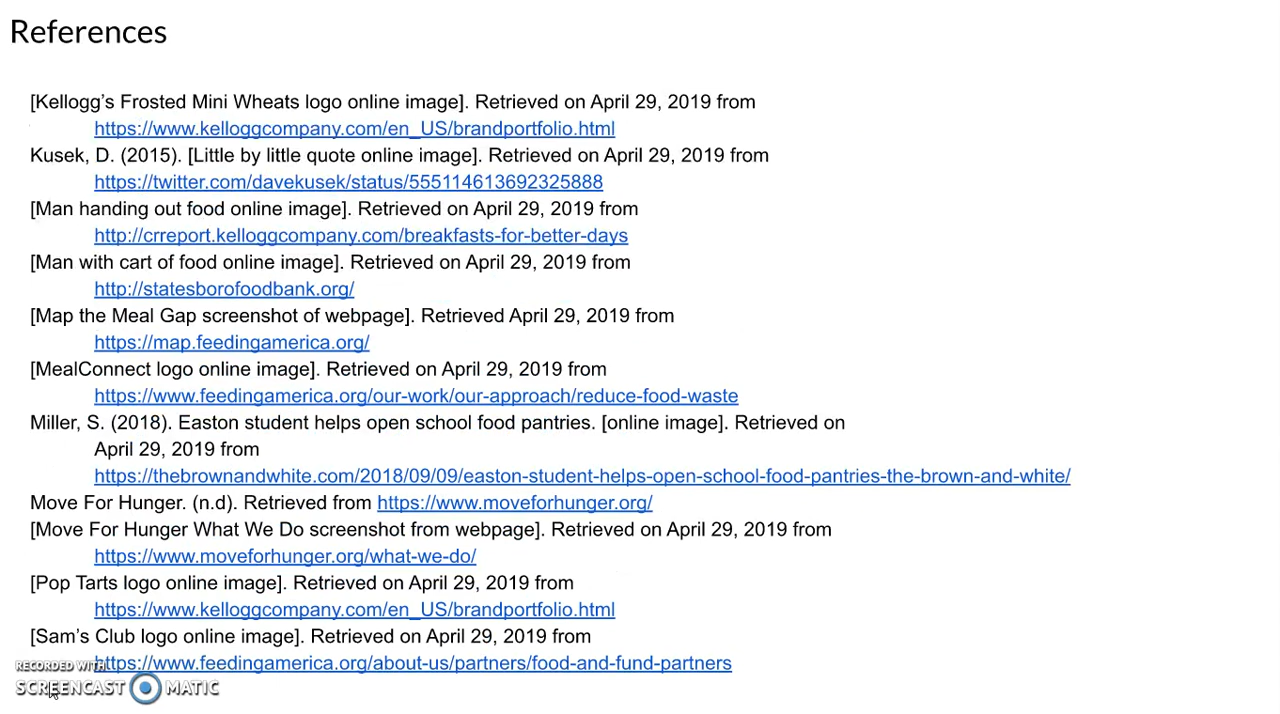 References
[Kellogg’s Frosted Mini Wheats logo online image]. Retrieved on April 29, 2019 from
https://www.kelloggcompany.com/en_US/brandportfolio.html
Kusek, D. (2015). [Little by little quote online image]. Retrieved on April 29, 2019 from
https://twitter.com/davekusek/status/555114613692325888
[Man handing out food online image]. Retrieved on April 29, 2019 from
http://crreport.kelloggcompany.com/breakfasts-for-better-days
[Man with cart of food online image]. Retrieved on April 29, 2019 from
http://statesborofoodbank.org/
[Map the Meal Gap screenshot of webpage]. Retrieved April 29, 2019 from
https://map.feedingamerica.org/
[MealConnect logo online image]. Retrieved on April 29, 2019 from
https://www.feedingamerica.org/our-work/our-approach/reduce-food-waste
Miller, S. (2018). Easton student helps open school food pantries. [online image]. Retrieved on
April 29, 2019 from
https://thebrownandwhite.com/2018/09/09/easton-student-helps-open-school-food-pantries-the-brown-and-white/
Move For Hunger. (n.d). Retrieved from https://www.moveforhunger.org/
[Move For Hunger What We Do screenshot from webpage]. Retrieved on April 29, 2019 from
https://www.moveforhunger.org/what-we-do/
[Pop Tarts logo online image]. Retrieved on April 29, 2019 from
https://www.kelloggcompany.com/en_US/brandportfolio.html
[Sam’s Club logo online image]. Retrieved on April 29, 2019 from
https://www.feedingamerica.org/about-us/partners/food-and-fund-partners
RECORDED WITH
SCREENCAST MATIC